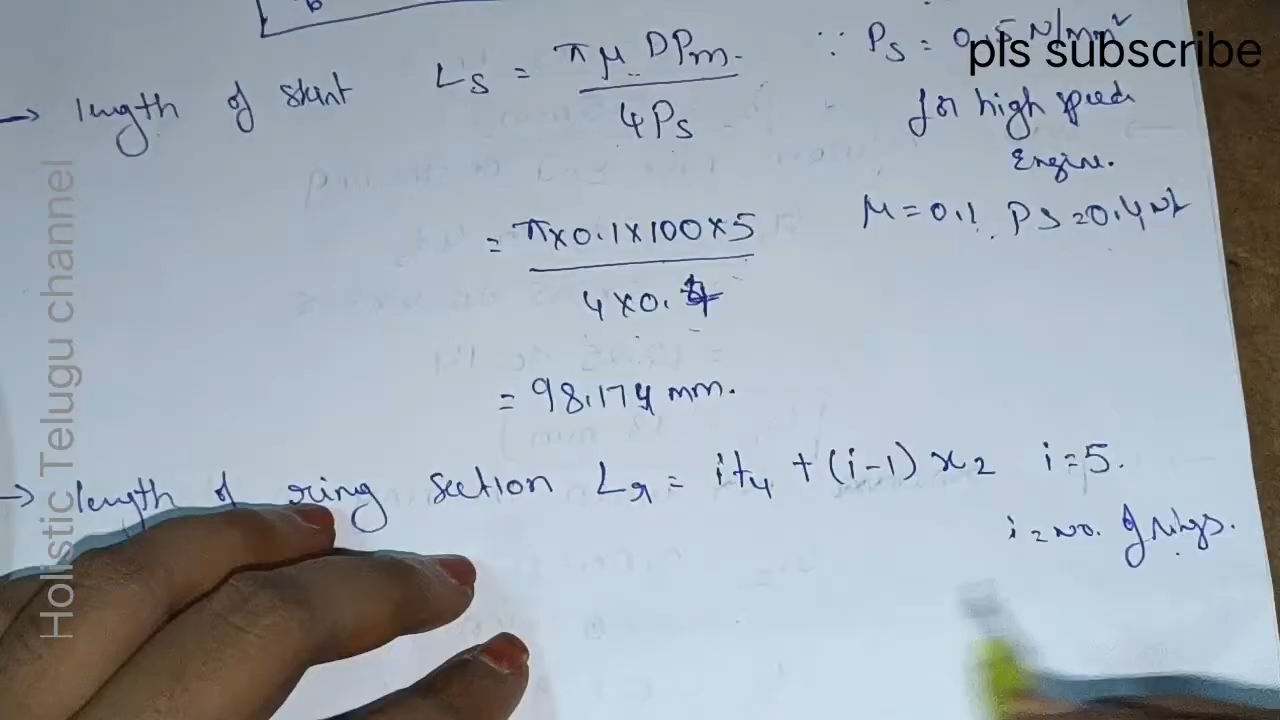 → length of skirt Ls = πμ DPm. / 4Ps ∵ Ps = 0.5 N/mm²
pls subscribe
for high speed
Engine.
= π×0.1×100×5 / 4×0.4 μ=0.1 Ps=0.4 N/
= 98.174 mm.
→ length of ring section Lr = it4 + (i-1) x2 i=5.
i = no. of rings.
Holistic Telugu channel